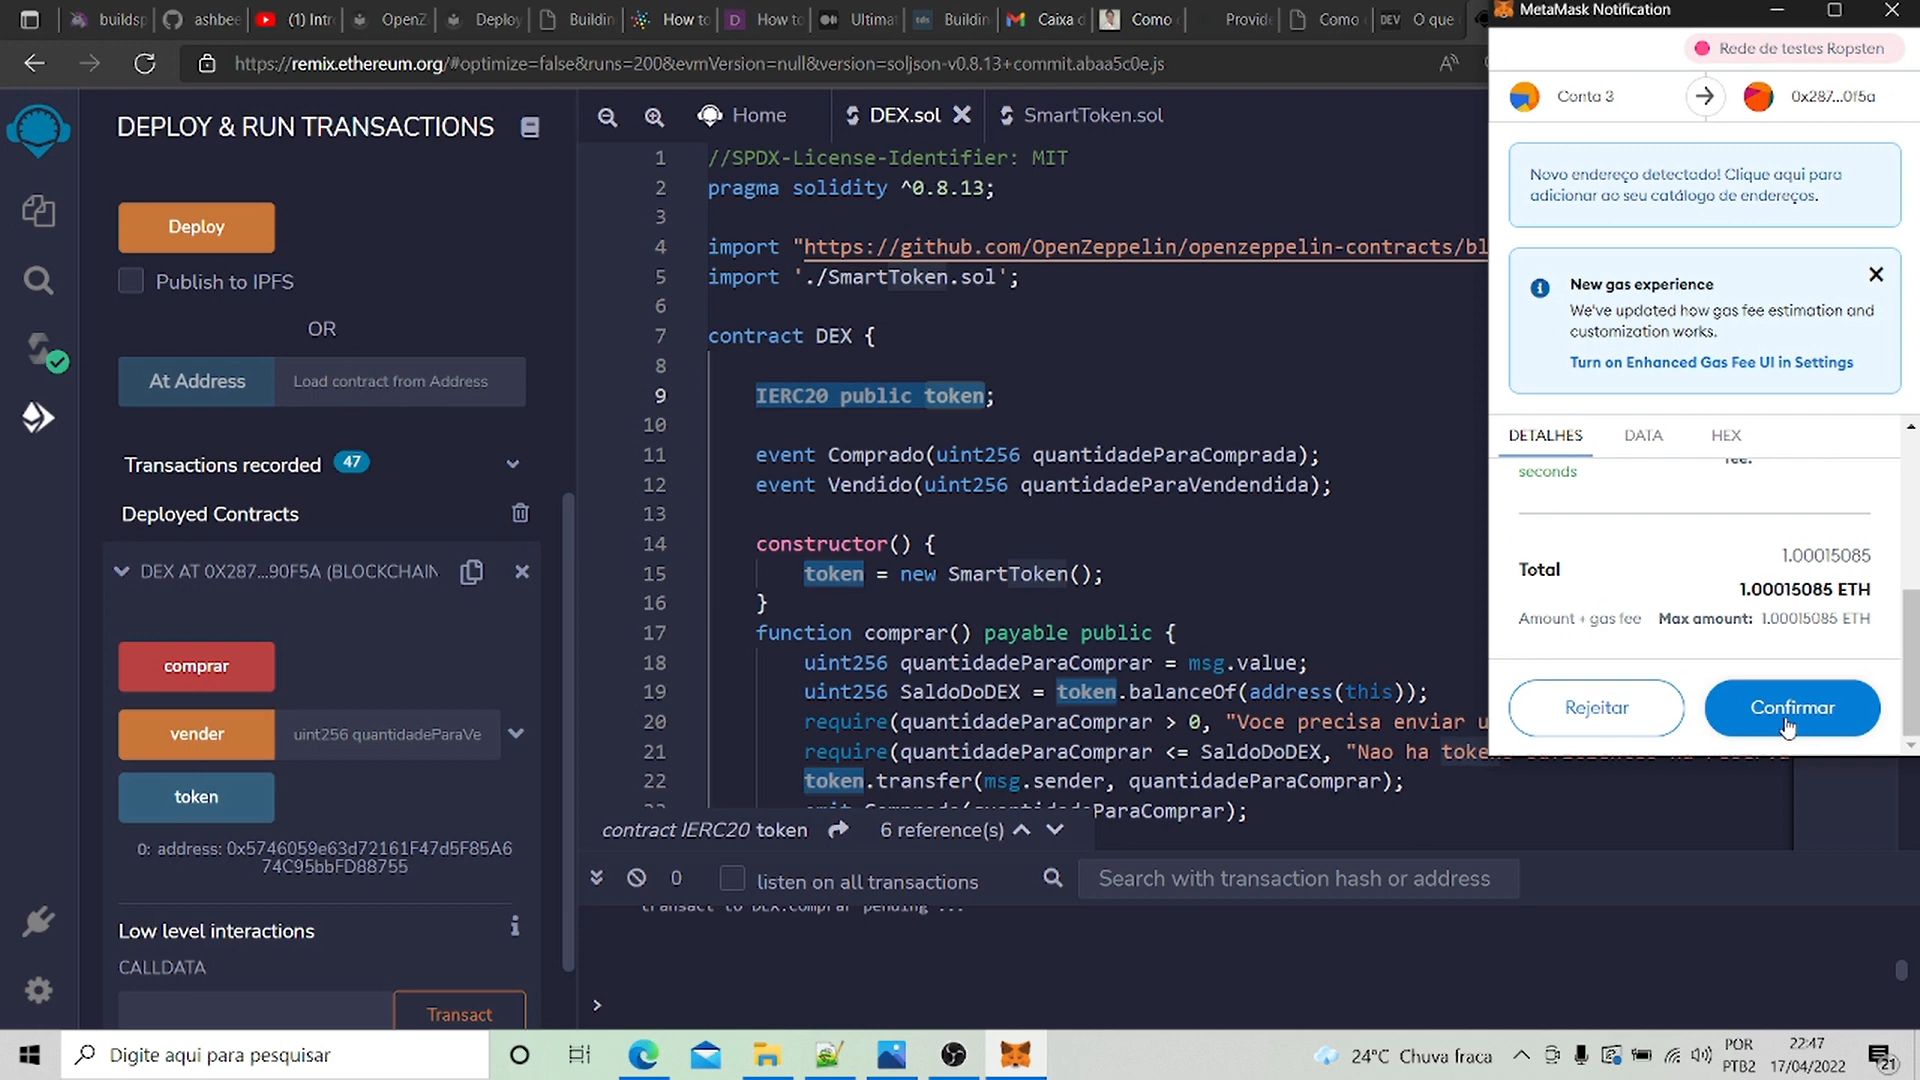 buildsp
ashbee
(1) Intr
OpenZ
Deploy
Buildin
How to
How to
Ultima
Buildin
Caixa d
Como
Provide
Como
DEV
O que
https://remix.ethereum.org/#optimize=false&runs=200&evmVersion=null&version=soljson-v0.8.13+commit.abaa5c0e.js
DEPLOY & RUN TRANSACTIONS
Deploy
Publish to IPFS
OR
At Address
Load contract from Address
Transactions recorded 47
Deployed Contracts
DEX AT 0X287...90F5A (BLOCKCHAIN
comprar
vender
uint256 quantidadeParaVe
token
0: address: 0x5746059e63d72161F47d5F85A6
74C95bbFD88755
Low level interactions
CALLDATA
Transact
Home
DEX.sol
SmartToken.sol
1 //SPDX-License-Identifier: MIT
2 pragma solidity ^0.8.13;
3
4 import "https://github.com/OpenZeppelin/openzeppelin-contracts/bl
5 import './SmartToken.sol';
6
7 contract DEX {
8
9 IERC20 public token;
10
11 event Comprado(uint256 quantidadeParaComprada);
12 event Vendido(uint256 quantidadeParaVendendida);
13
14 constructor() {
15 token = new SmartToken();
16 }
17 function comprar() payable public {
18 uint256 quantidadeParaComprar = msg.value;
19 uint256 SaldoDoDEX = token.balanceOf(address(this));
20 require(quantidadeParaComprar > 0, "Voce precisa enviar u
21 require(quantidadeParaComprar <= SaldoDoDEX, "Nao ha toke
22 token.transfer(msg.sender, quantidadeParaComprar);
ParaComprar);
contract IERC20 token
6 reference(s)
0
listen on all transactions
Search with transaction hash or address
transact to DEX.comprar pending ...
>
MetaMask Notification
Rede de testes Ropsten
Conta 3
0x287...0f5a
Novo endereço detectado! Clique aqui para
adicionar ao seu catálogo de endereços.
New gas experience
We've updated how gas fee estimation and
customization works.
Turn on Enhanced Gas Fee UI in Settings
DETALHES
DATA
HEX
seconds
fee.
1.00015085
Total
1.00015085 ETH
Amount + gas fee
Max amount: 1.00015085 ETH
Rejeitar
Confirmar
Digite aqui para pesquisar
24°C Chuva fraca
POR
PTB2
22:47
17/04/2022
21